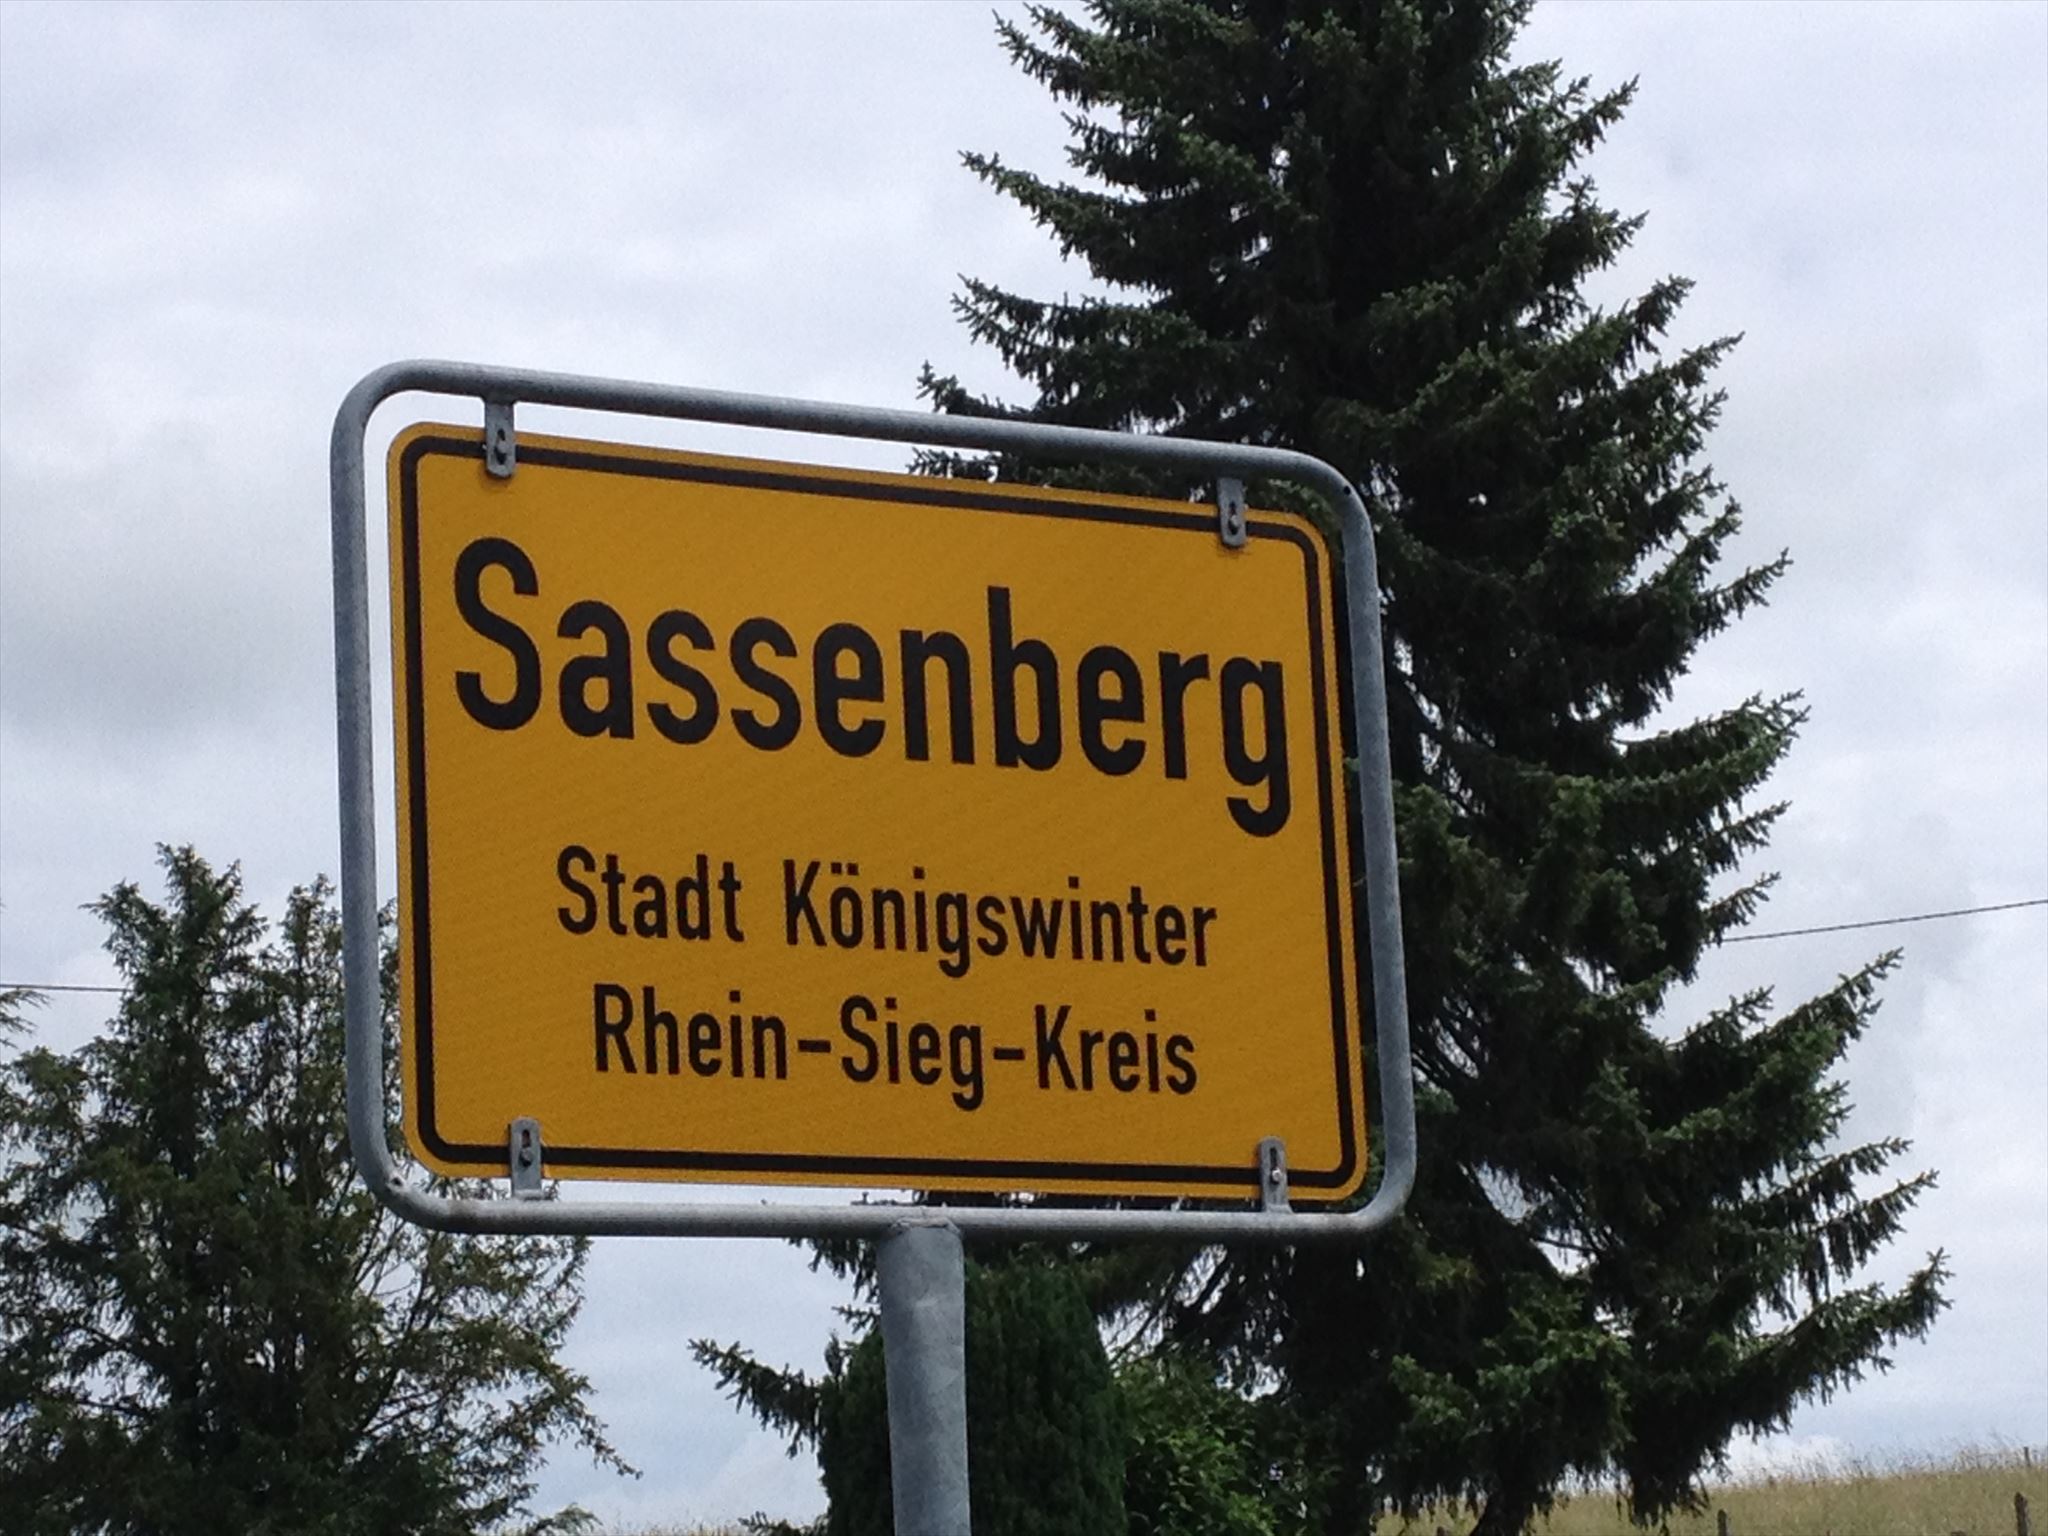 Sassenberg
Stadt Königswinter
Rhein-Sieg-Kreis